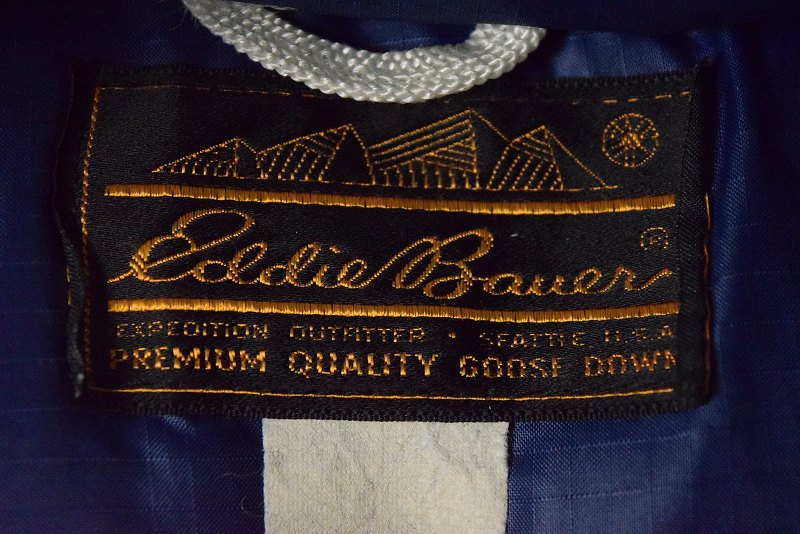 Eddie Bauer ®
EXPEDITION OUTFITTER · SEATTLE U.S.A
PREMIUM QUALITY GOOSE DOWN